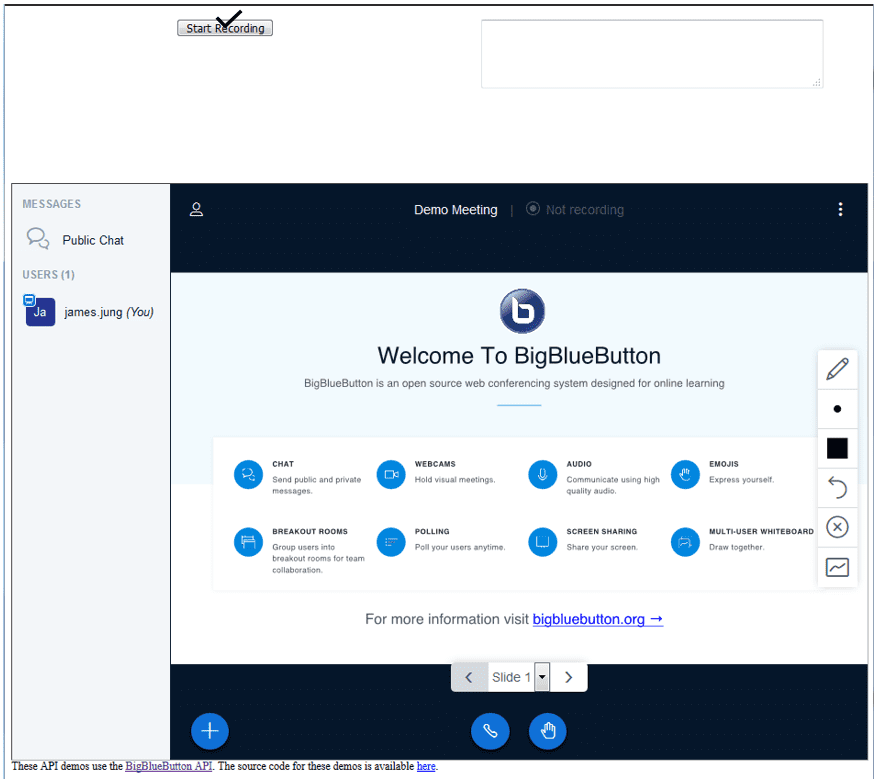 Start Recording
MESSAGES
Public Chat
USERS (1)
Ja
james.jung (You)
Demo Meeting | Not recording
b
Welcome To BigBlueButton
BigBlueButton is an open source web conferencing system designed for online learning
CHAT
Send public and private
messages.
WEBCAMS
Hold visual meetings.
AUDIO
Communicate using high
quality audio.
EMOJIS
Express yourself.
BREAKOUT ROOMS
Group users into
breakout rooms for team
collaboration.
POLLING
Poll your users anytime.
SCREEN SHARING
Share your screen.
MULTI-USER WHITEBOARD
Draw together.
For more information visit bigbluebutton.org →
Slide 1
These API demos use the BigBlueButton API. The source code for these demos is available here.